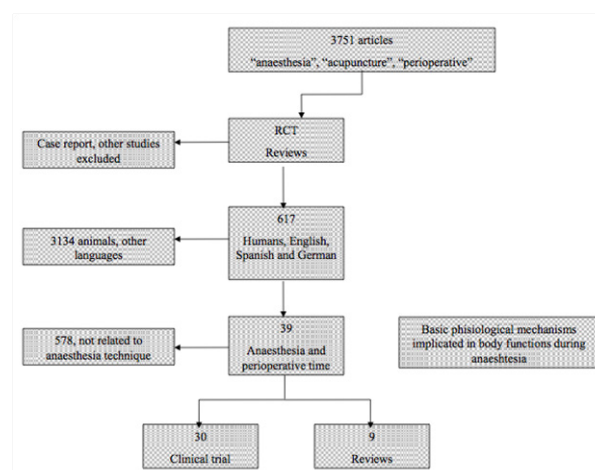 3751 articles
“anaesthesia”, “acupuncture”, “perioperative”
RCT
Reviews
Case report, other studies
excluded
617
Humans, English,
Spanish and German
3134 animals, other
languages
39
Anaesthesia and
perioperative time
578, not related to
anaesthesia technique
Basic phisiological mechanisms
implicated in body functions during
anaeshtesia
30
Clinical trial
9
Reviews